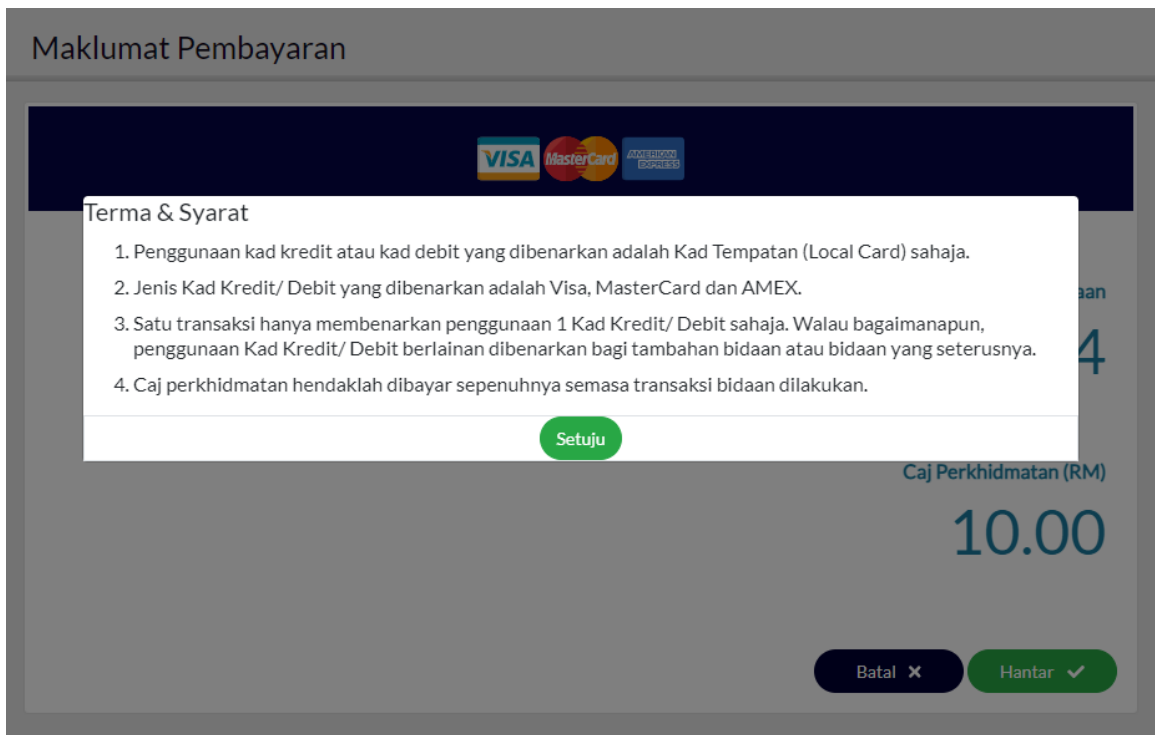 Maklumat Pembayaran
VISA MasterCard AMERICAN EXPRESS
Terma & Syarat
1. Penggunaan kad kredit atau kad debit yang dibenarkan adalah Kad Tempatan (Local Card) sahaja.
2. Jenis Kad Kredit/ Debit yang dibenarkan adalah Visa, MasterCard dan AMEX.
3. Satu transaksi hanya membenarkan penggunaan 1 Kad Kredit/ Debit sahaja. Walau bagaimanapun,
penggunaan Kad Kredit/ Debit berlainan dibenarkan bagi tambahan bidaan atau bidaan yang seterusnya.
4. Caj perkhidmatan hendaklah dibayar sepenuhnya semasa transaksi bidaan dilakukan.
Setuju
4
Caj Perkhidmatan (RM)
10.00
Batal Hantar